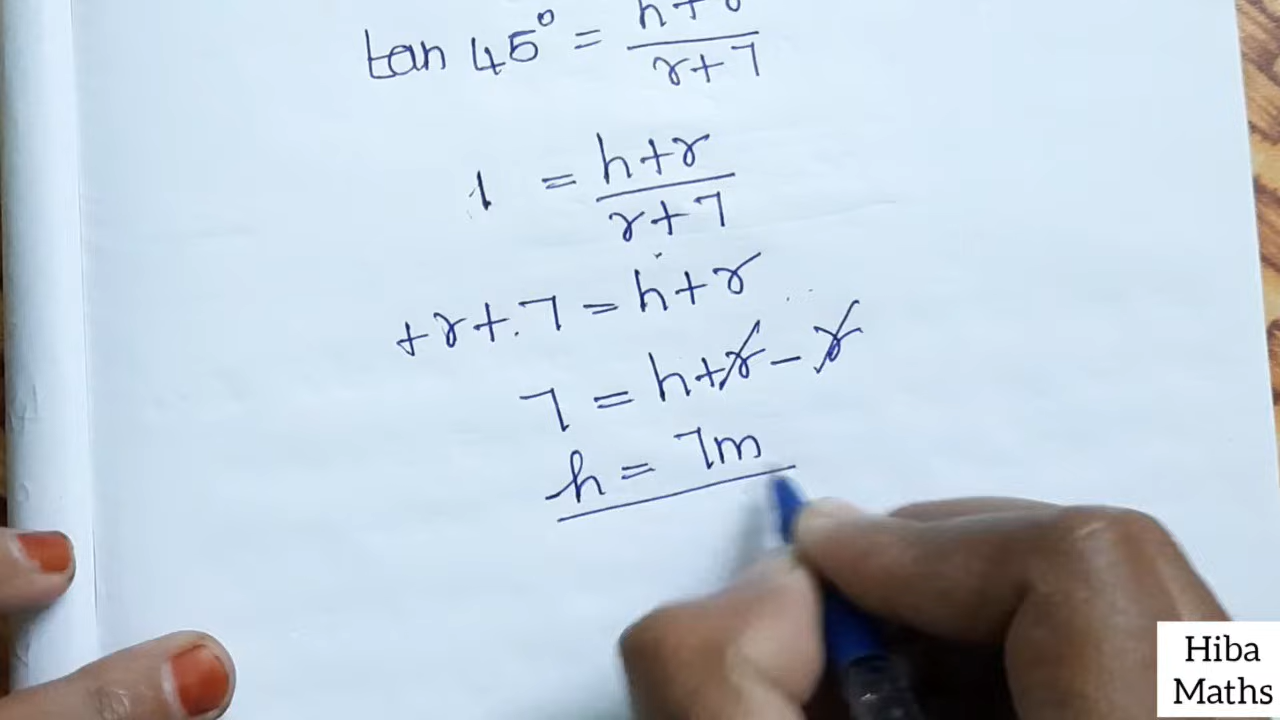 tan 45° = h+r / r+7
1 = h+r / r+7
+r+.7 = h+r
7 = h+r-r
h = 7m
Hiba
Maths